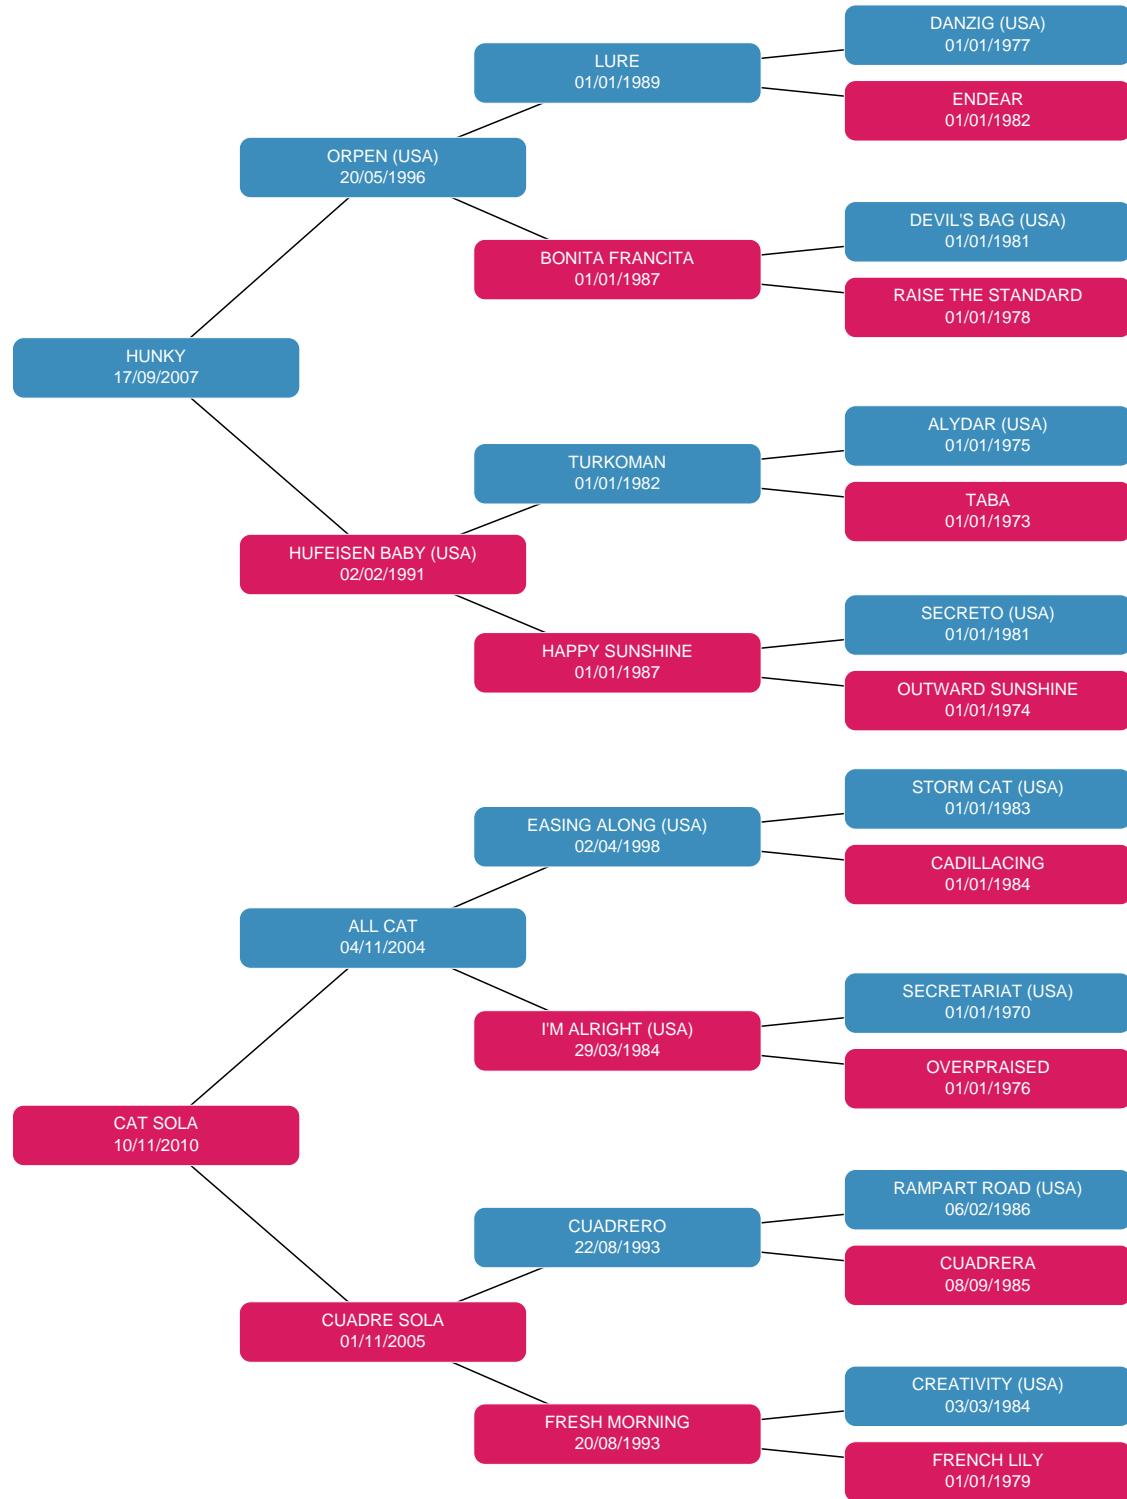 DANZIG (USA)
01/01/1977
LURE
01/01/1989
ENDEAR
01/01/1982
ORPEN (USA)
20/05/1996
DEVIL'S BAG (USA)
01/01/1981
BONITA FRANCITA
01/01/1987
RAISE THE STANDARD
01/01/1978
HUNKY
17/09/2007
ALYDAR (USA)
01/01/1975
TURKOMAN
01/01/1982
TABA
01/01/1973
HUFEISEN BABY (USA)
02/02/1991
SECRETO (USA)
01/01/1981
HAPPY SUNSHINE
01/01/1987
OUTWARD SUNSHINE
01/01/1974
STORM CAT (USA)
01/01/1983
EASING ALONG (USA)
02/04/1998
CADILLACING
01/01/1984
ALL CAT
04/11/2004
SECRETARIAT (USA)
01/01/1970
I'M ALRIGHT (USA)
29/03/1984
OVERPRAISED
01/01/1976
CAT SOLA
10/11/2010
RAMPART ROAD (USA)
06/02/1986
CUADRERO
22/08/1993
CUADRERA
08/09/1985
CUADRE SOLA
01/11/2005
CREATIVITY (USA)
03/03/1984
FRESH MORNING
20/08/1993
FRENCH LILY
01/01/1979